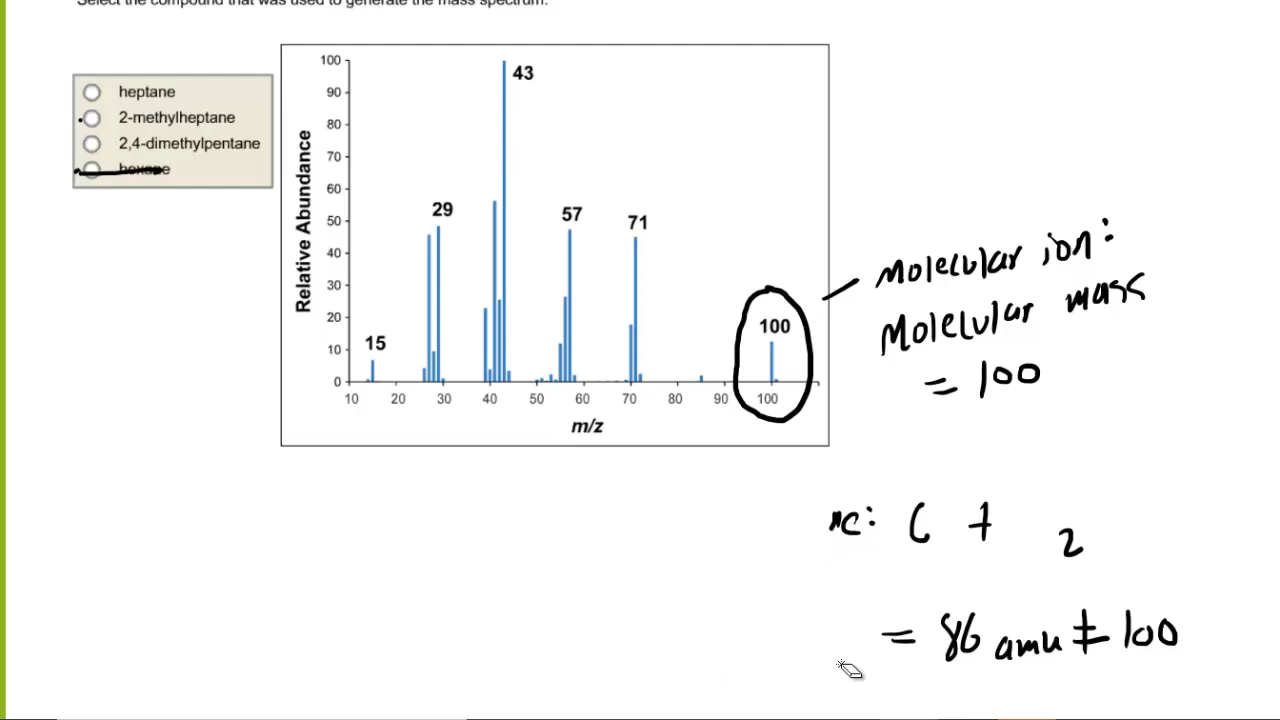 Select the compound that was used to generate the mass spectrum.
heptane
2-methylheptane
2,4-dimethylpentane
hexane
Relative Abundance
100
90
80
70
60
50
40
30
20
10
0
43
29
57
71
15
100
10 20 30 40 50 60 70 80 90 100
m/z
Molecular ion:
Molecular mass
= 100
C: 6 + 2
= 86 amu ≠ 100